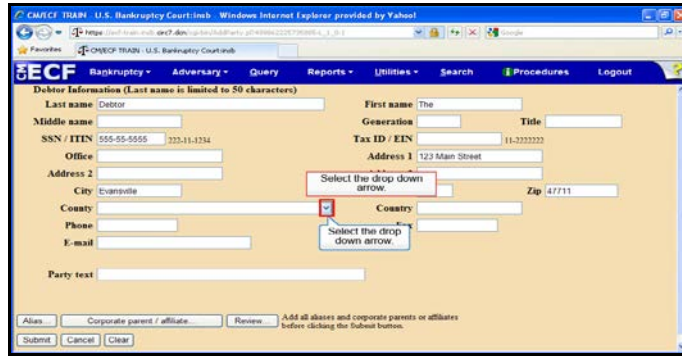 CM/ECF TRAIN - U.S. Bankruptcy Court:insb - Windows Internet Explorer provided by Yahoo!
Google
Favorites CM/ECF TRAIN - U.S. Bankruptcy Court:insb
ECF Bankruptcy Adversary Query Reports Utilities Search Procedures Logout
Debtor Information (Last name is limited to 50 characters)
Last name Debtor First name The
Middle name Generation Title
SSN / ITIN 555-55-5555 222-11-1234 Tax ID / EIN 11-2222222
Office Address 1 123 Main Street
Address 2
Select the drop down
arrow.
City Evansville Zip 47711
County Country
Phone
Select the drop
down arrow.
E-mail
Party text
Alias... Corporate parent / affiliate... Review... Add all aliases and corporate parents or affiliates
before clicking the Submit button.
Submit Cancel Clear